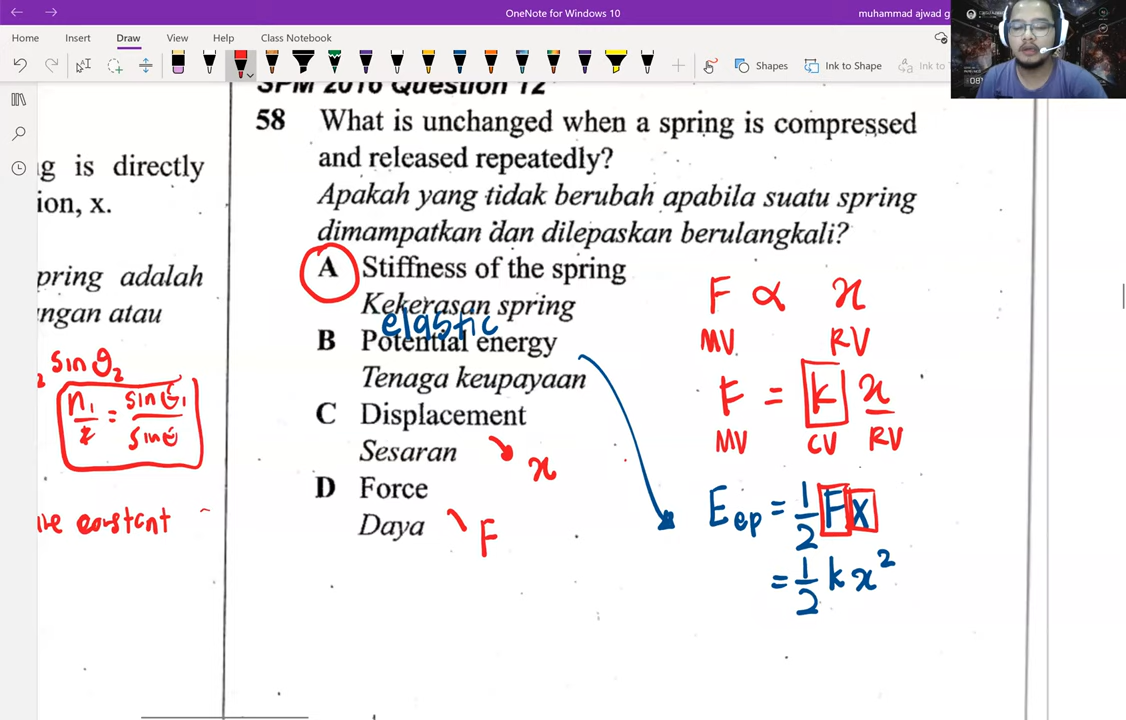 OneNote for Windows 10
muhammad ajwad g
Home Insert Draw View Help Class Notebook
Shapes Ink to Shape Ink to
SPM 2016 Question 12
58 What is unchanged when a spring is compressed
and released repeatedly?
Apakah yang tidak berubah apabila suatu spring
dimampatkan dan dilepaskan berulangkali?
A Stiffness of the spring
Kekerasan spring
elastic
B Potential energy
Tenaga keupayaan
C Displacement
Sesaran
x
D Force
Daya
F
F ∝ x
MV RV
F = k x
MV CV RV
E ep = 1/2 F x
= 1/2 k x²
g is directly
ion, x.
pring adalah
ngan atau
2 sin θ2
n1 = sin θ1
sin θ
constant